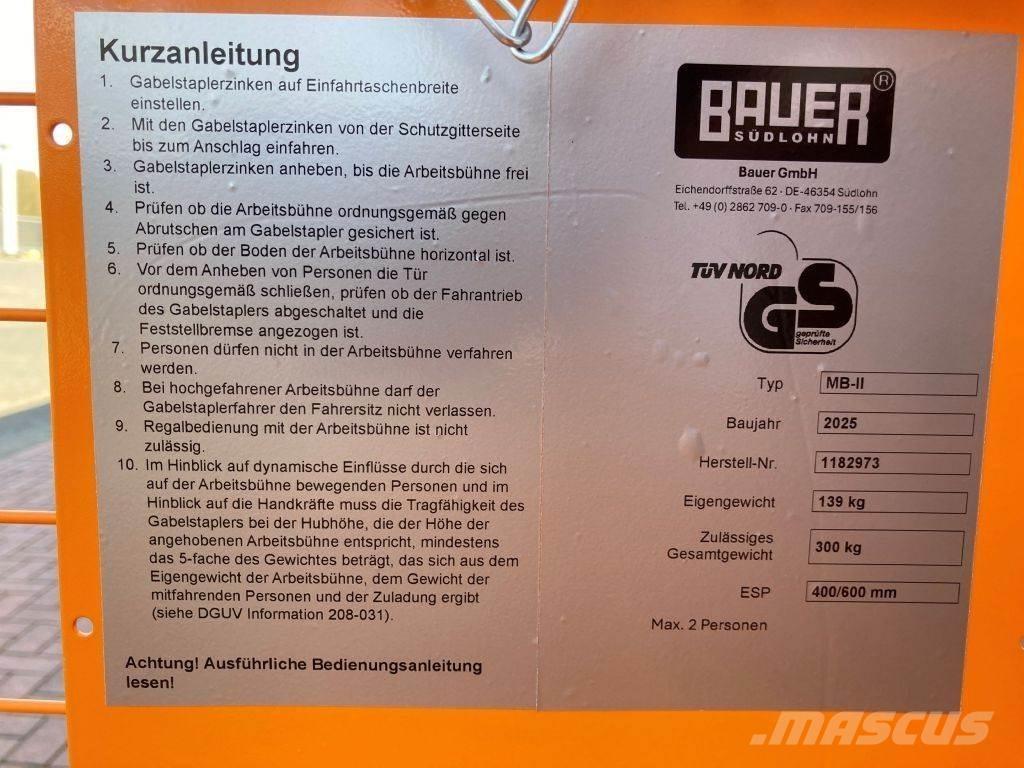 Kurzanleitung
1. Gabelstaplerzinken auf Einfahrtaschenbreite
einstellen.
2. Mit den Gabelstaplerzinken von der Schutzgitterseite
bis zum Anschlag einfahren.
3. Gabelstaplerzinken anheben, bis die Arbeitsbühne frei
ist.
4. Prüfen ob die Arbeitsbühne ordnungsgemäß gegen
Abrutschen am Gabelstapler gesichert ist.
5. Prüfen ob der Boden der Arbeitsbühne horizontal ist.
6. Vor dem Anheben von Personen die Tür
ordnungsgemäß schließen, prüfen ob der Fahrantrieb
des Gabelstaplers abgeschaltet und die
Feststellbremse angezogen ist.
7. Personen dürfen nicht in der Arbeitsbühne verfahren
werden.
8. Bei hochgefahrener Arbeitsbühne darf der
Gabelstaplerfahrer den Fahrersitz nicht verlassen.
9. Regalbedienung mit der Arbeitsbühne ist nicht
zulässig.
10. Im Hinblick auf dynamische Einflüsse durch die sich
auf der Arbeitsbühne bewegenden Personen und im
Hinblick auf die Handkräfte muss die Tragfähigkeit des
Gabelstaplers bei der Hubhöhe, die der Höhe der
angehobenen Arbeitsbühne entspricht, mindestens
das 5-fache des Gewichtes beträgt, das sich aus dem
Eigengewicht der Arbeitsbühne, dem Gewicht der
mitfahrenden Personen und der Zuladung ergibt
(siehe DGUV Information 208-031).
Achtung! Ausführliche Bedienungsanleitung
lesen!
BAUER ®
SÜDLOHN
Bauer GmbH
Eichendorffstraße 62 · DE-46354 Südlohn
Tel. +49 (0) 2862 709-0 · Fax 709-155/156
TÜV NORD
GS
geprüfte
Sicherheit
Typ MB-II
Baujahr 2025
Herstell-Nr. 1182973
Eigengewicht 139 kg
Zulässiges
Gesamtgewicht 300 kg
ESP 400/600 mm
Max. 2 Personen
MASCUS